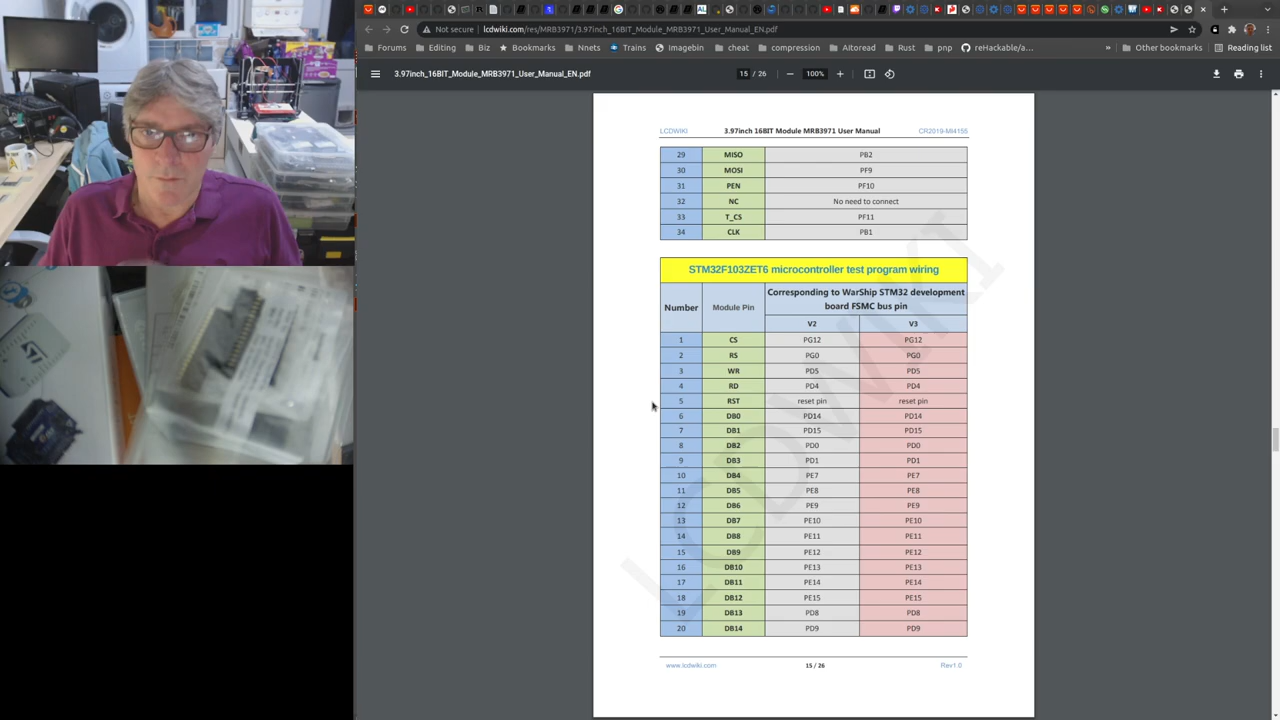 Not secure | lcdwiki.com/res/MRB3971/3.97inch_16BIT_Module_MRB3971_User_Manual_EN.pdf
Forums Editing Biz Bookmarks Nnets Trains Imagebin chee! compression AItoread Rust pnp remarkable/a... » Other bookmarks Reading list
3.97inch_16BIT_Module_MRB3971_User_Manual_EN.pdf 15 / 26 − 100% +
LCDWIKI 3.97inch 16BIT Module MRB3971 User Manual CR2019-MI4155
29 MISO PB2
30 MOSI PF9
31 PEN PF10
32 NC No need to connect
33 T_CS PF11
34 CLK PB1
STM32F103ZET6 microcontroller test program wiring
Number Module Pin Corresponding to WarShip STM32 development
board FSMC bus pin
V2 V3
1 CS PG12 PG12
2 RS PG0 PG0
3 WR PD5 PD5
4 RD PD4 PD4
5 RST reset pin reset pin
6 DB0 PD14 PD14
7 DB1 PD15 PD15
8 DB2 PD0 PD0
9 DB3 PD1 PD1
10 DB4 PE7 PE7
11 DB5 PE8 PE8
12 DB6 PE9 PE9
13 DB7 PE10 PE10
14 DB8 PE11 PE11
15 DB9 PE12 PE12
16 DB10 PE13 PE13
17 DB11 PE14 PE14
18 DB12 PE15 PE15
19 DB13 PD8 PD8
20 DB14 PD9 PD9
LCDWIKI
www.lcdwiki.com 15 / 26 Rev1.0